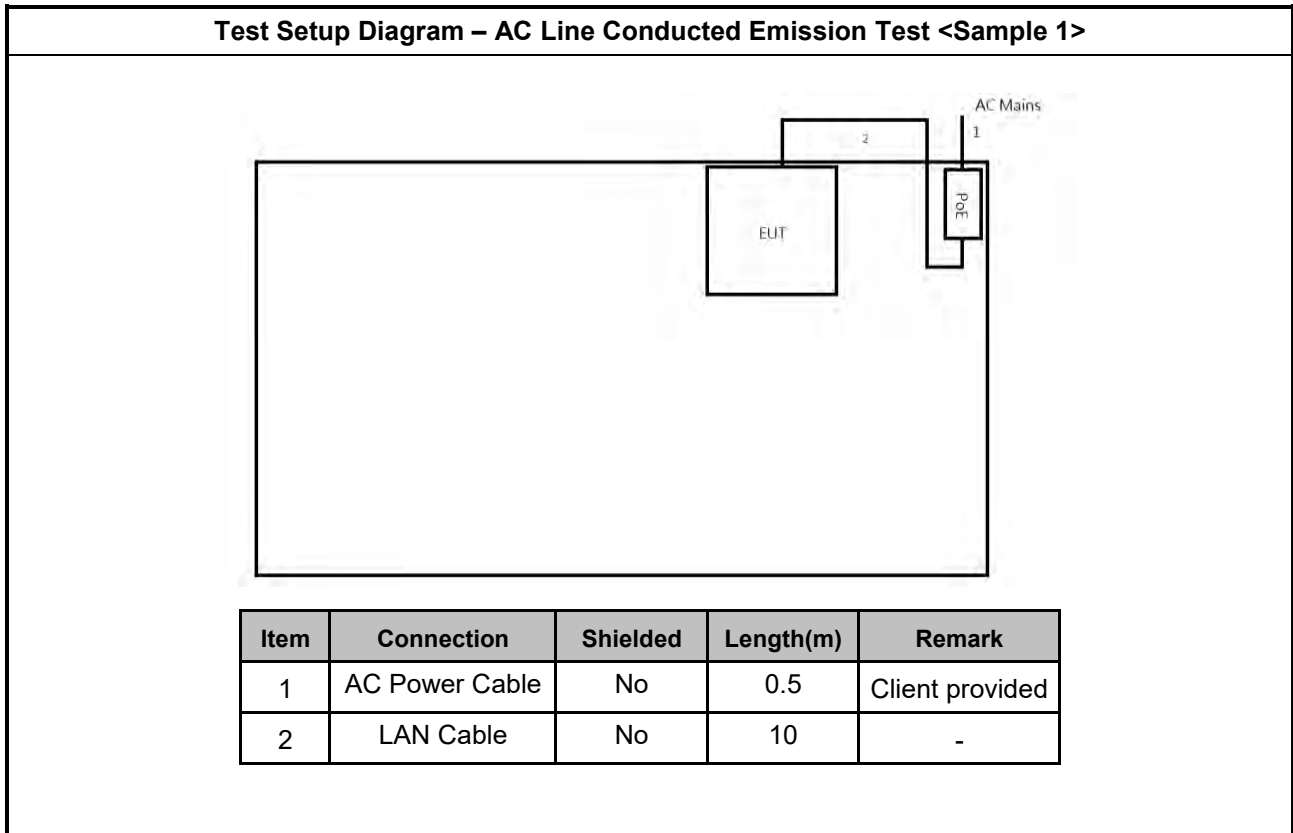 Test Setup Diagram – AC Line Conducted Emission Test <Sample 1>
AC Mains
1
2
PoE
EUT
Item Connection Shielded Length(m) Remark
1 AC Power Cable No 0.5 Client provided
2 LAN Cable No 10 -